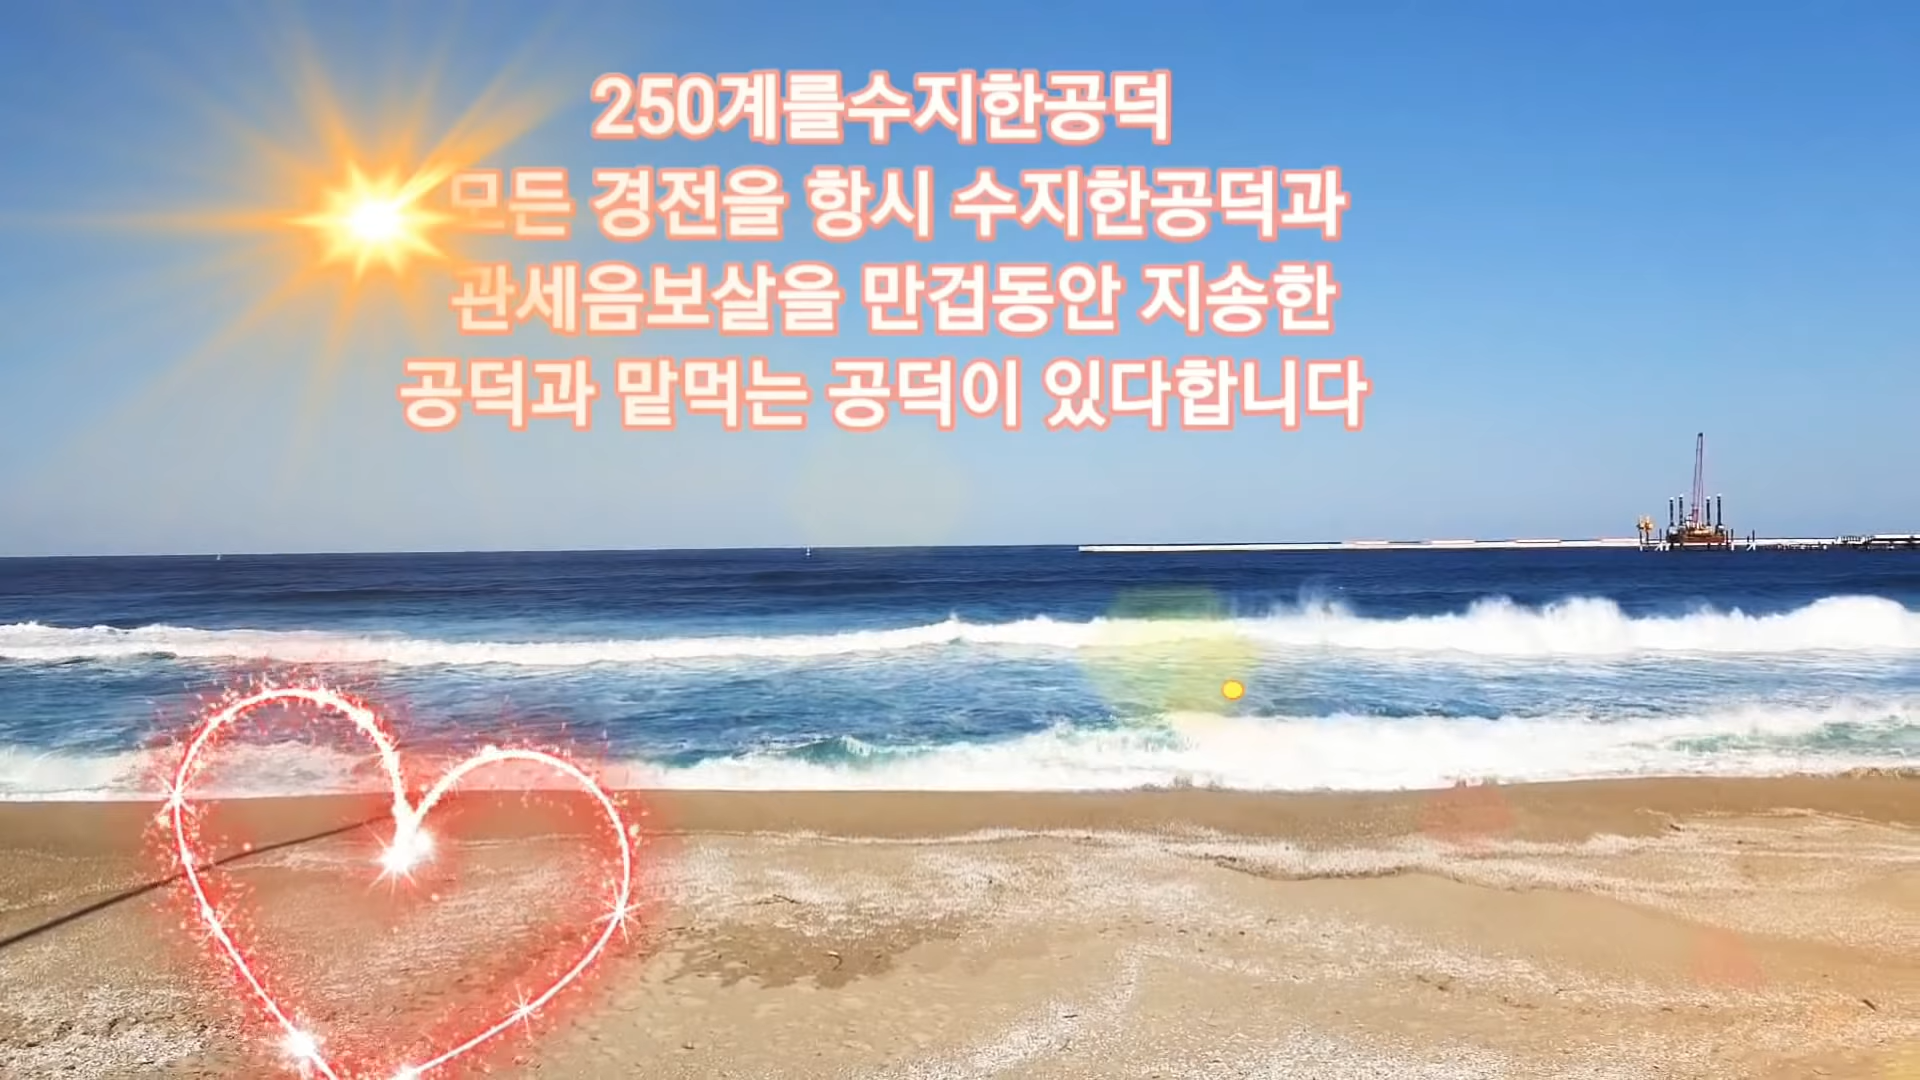 250계를수지한공덕
모든 경전을 항시 수지한공덕과
관세음보살을 만겁동안 지송한
공덕과 맡먹는 공덕이 있다합니다